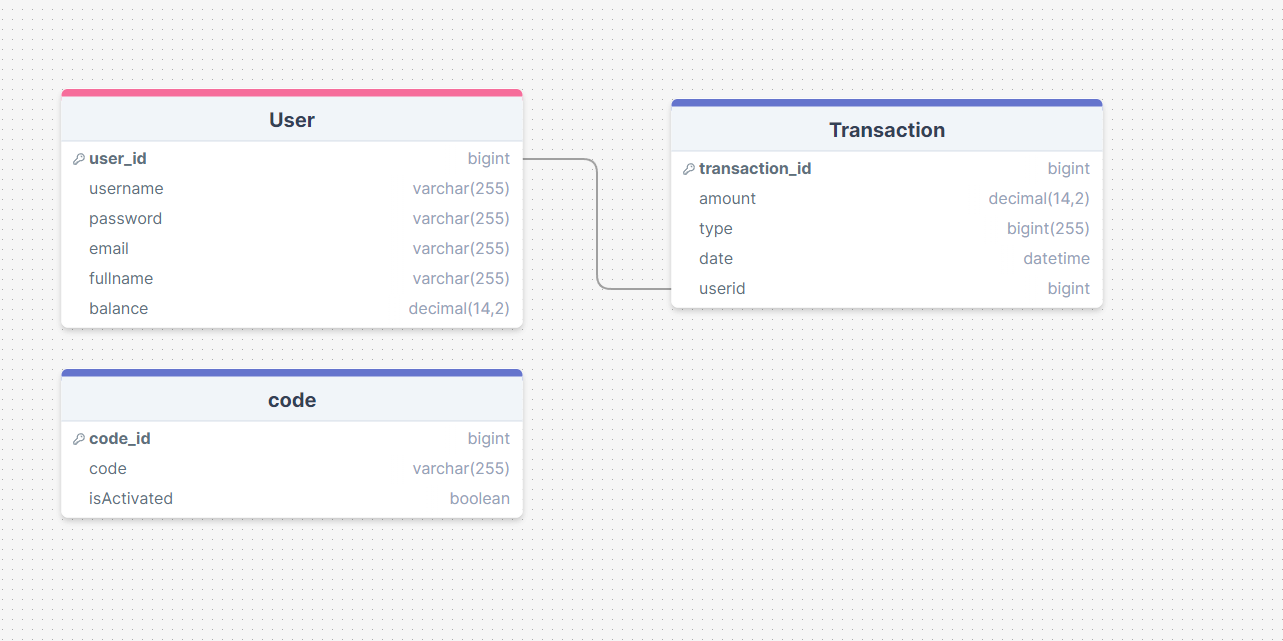 User
user_id bigint
username varchar(255)
password varchar(255)
email varchar(255)
fullname varchar(255)
balance decimal(14,2)
Transaction
transaction_id bigint
amount decimal(14,2)
type bigint(255)
date datetime
userid bigint
code
code_id bigint
code varchar(255)
isActivated boolean